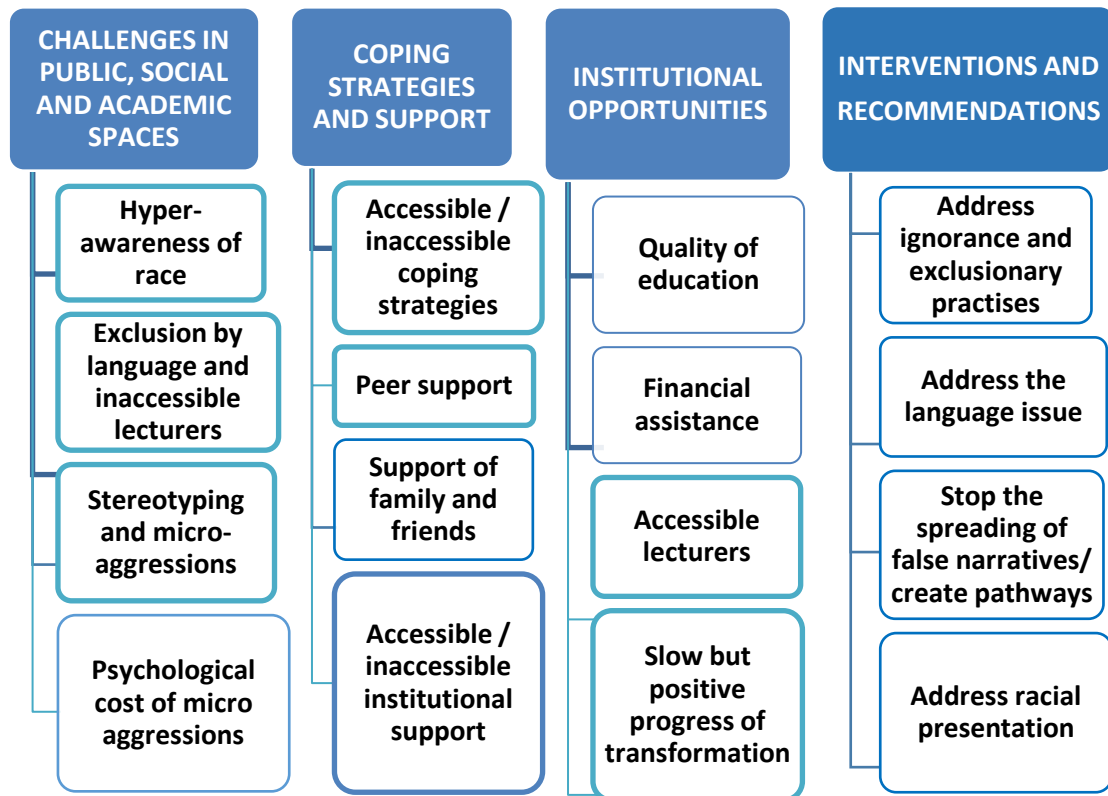 CHALLENGES IN
PUBLIC, SOCIAL
AND ACADEMIC
SPACES
Hyper-
awareness of
race
Exclusion by
language and
inaccessible
lecturers
Stereotyping
and micro-
aggressions
Psychological
cost of micro
aggressions
COPING
STRATEGIES
AND SUPPORT
Accessible /
inaccessible
coping
strategies
Peer support
Support of
family and
friends
Accessible /
inaccessible
institutional
support
INSTITUTIONAL
OPPORTUNITIES
Quality of
education
Financial
assistance
Accessible
lecturers
Slow but
positive
progress of
transformation
INTERVENTIONS AND
RECOMMENDATIONS
Address
ignorance and
exclusionary
practises
Address the
language issue
Stop the
spreading of
false narratives/
create pathways
Address racial
presentation